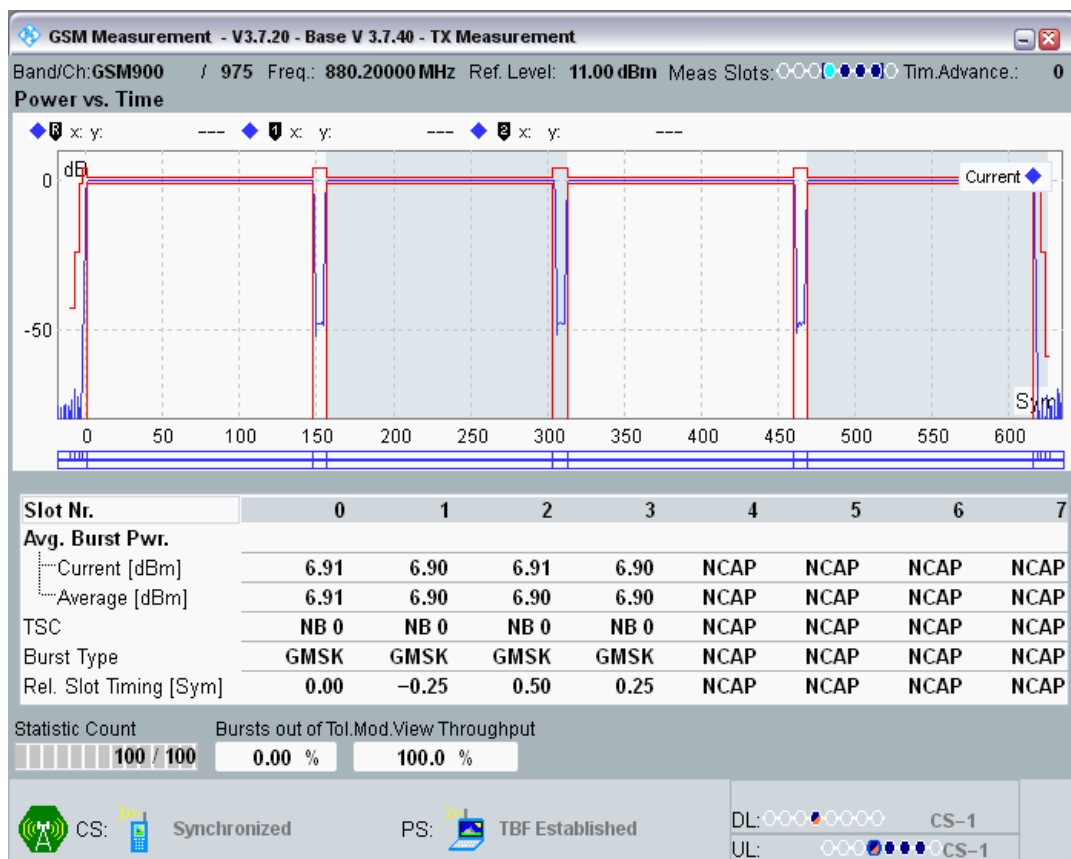 GSM Measurement - V3.7.20 - Base V 3.7.40 - TX Measurement
Band/Ch:GSM900 / 975 Freq.: 880.20000 MHz Ref. Level: 11.00 dBm Meas Slots: Tim.Advance.: 0
Power vs. Time
R x: y: --- 1 x: y: --- 2 x: y: ---
dB
Current
0
-50
Sym
0 50 100 150 200 250 300 350 400 450 500 550 600
Slot Nr. 0 1 2 3 4 5 6 7
Avg. Burst Pwr.
Current [dBm] 6.91 6.90 6.91 6.90 NCAP NCAP NCAP NCAP
Average [dBm] 6.91 6.90 6.90 6.90 NCAP NCAP NCAP NCAP
TSC NB 0 NB 0 NB 0 NB 0 NCAP NCAP NCAP NCAP
Burst Type GMSK GMSK GMSK GMSK NCAP NCAP NCAP NCAP
Rel. Slot Timing [Sym] 0.00 −0.25 0.50 0.25 NCAP NCAP NCAP NCAP
Statistic Count Bursts out of Tol.Mod.View Throughput
100 / 100 0.00 % 100.0 %
CS: Synchronized PS: TBF Established
DL: CS−1
UL: CS−1